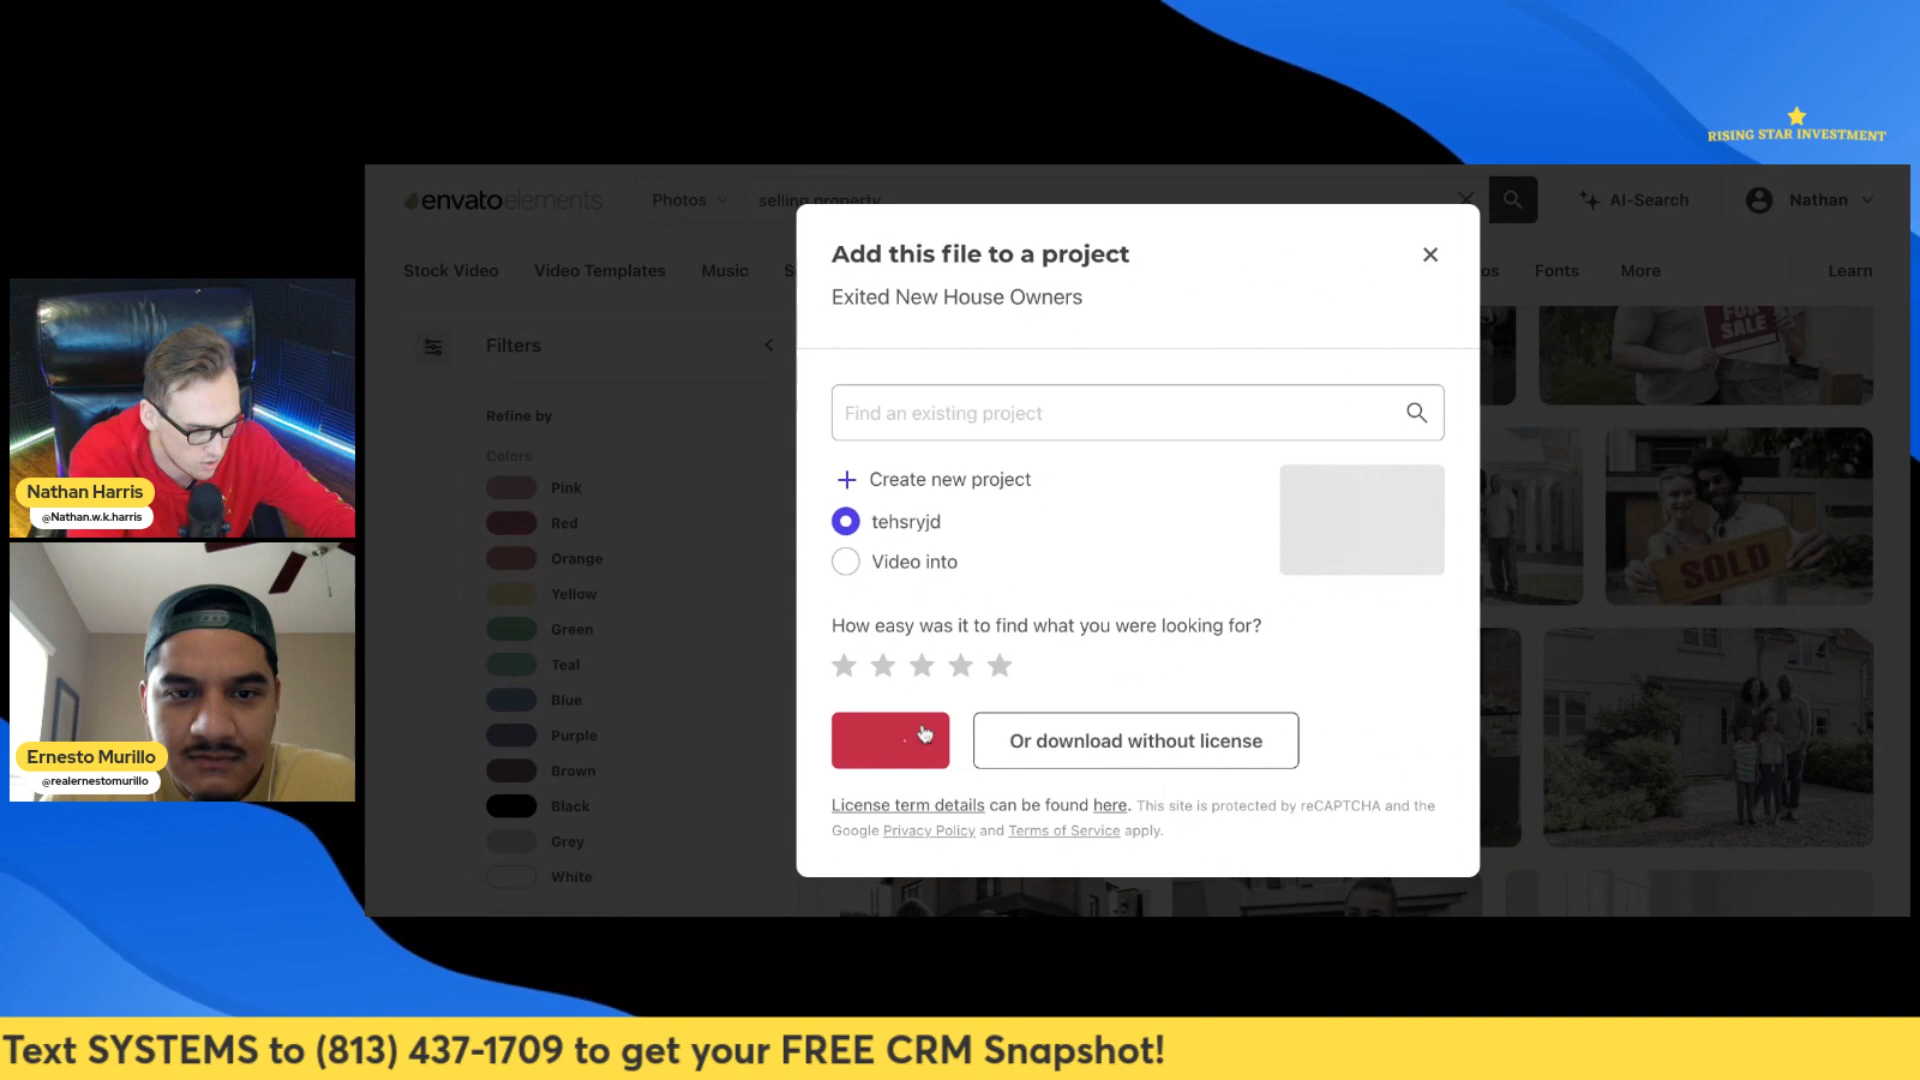 RISING STAR INVESTMENT
envato elements
Photos
selling property
AI-Search
Nathan
Stock Video
Video Templates
Music
S
os
Fonts
More
Learn
Add this file to a project
Exited New House Owners
Filters
Refine by
Colors
Pink
Red
Orange
Yellow
Green
Teal
Blue
Purple
Brown
Black
Grey
White
Find an existing project
Create new project
tehsryjd
Video into
How easy was it to find what you were looking for?
Or download without license
License term details can be found here. This site is protected by reCAPTCHA and the
Google Privacy Policy and Terms of Service apply.
FOR
SALE
SOLD
Nathan Harris
@Nathan.w.k.harris
Ernesto Murillo
@realernestomurillo
Text SYSTEMS to (813) 437-1709 to get your FREE CRM Snapshot!